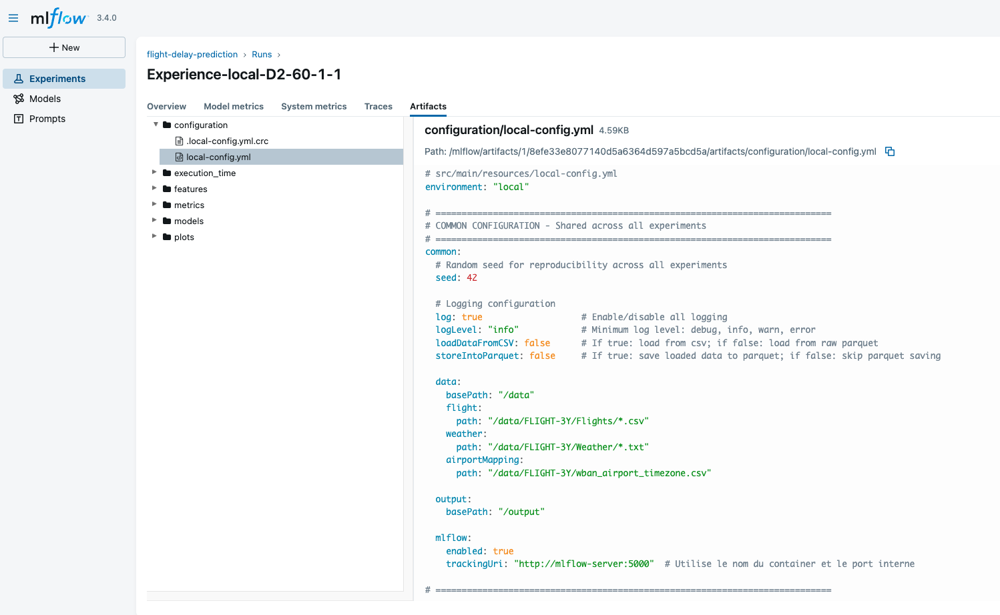 mlflow 3.4.0
New
Experiments
Models
Prompts
flight-delay-prediction › Runs ›
Experience-local-D2-60-1-1
Overview Model metrics System metrics Traces Artifacts
configuration
.local-config.yml.crc
local-config.yml
execution_time
features
metrics
models
plots
configuration/local-config.yml 4.59KB
Path: /mlflow/artifacts/1/8efe33e8077140d5a6364d597a5bcd5a/artifacts/configuration/local-config.yml
# src/main/resources/local-config.yml
environment: "local"
# ============================================================================
# COMMON CONFIGURATION - Shared across all experiments
# ============================================================================
common:
  # Random seed for reproducibility across all experiments
  seed: 42
  # Logging configuration
  log: true                   # Enable/disable all logging
  logLevel: "info"            # Minimum log level: debug, info, warn, error
  loadDataFromCSV: false      # If true: load from csv; if false: load from raw parquet
  storeIntoParquet: false     # If true: save loaded data to parquet; if false: skip parquet saving
  data:
    basePath: "/data"
    flight:
      path: "/data/FLIGHT-3Y/Flights/*.csv"
    weather:
      path: "/data/FLIGHT-3Y/Weather/*.txt"
    airportMapping:
      path: "/data/FLIGHT-3Y/wban_airport_timezone.csv"
  output:
    basePath: "/output"
  mlflow:
    enabled: true
    trackingUri: "http://mlflow-server:5000"  # Utilise le nom du container et le port interne
# ============================================================================